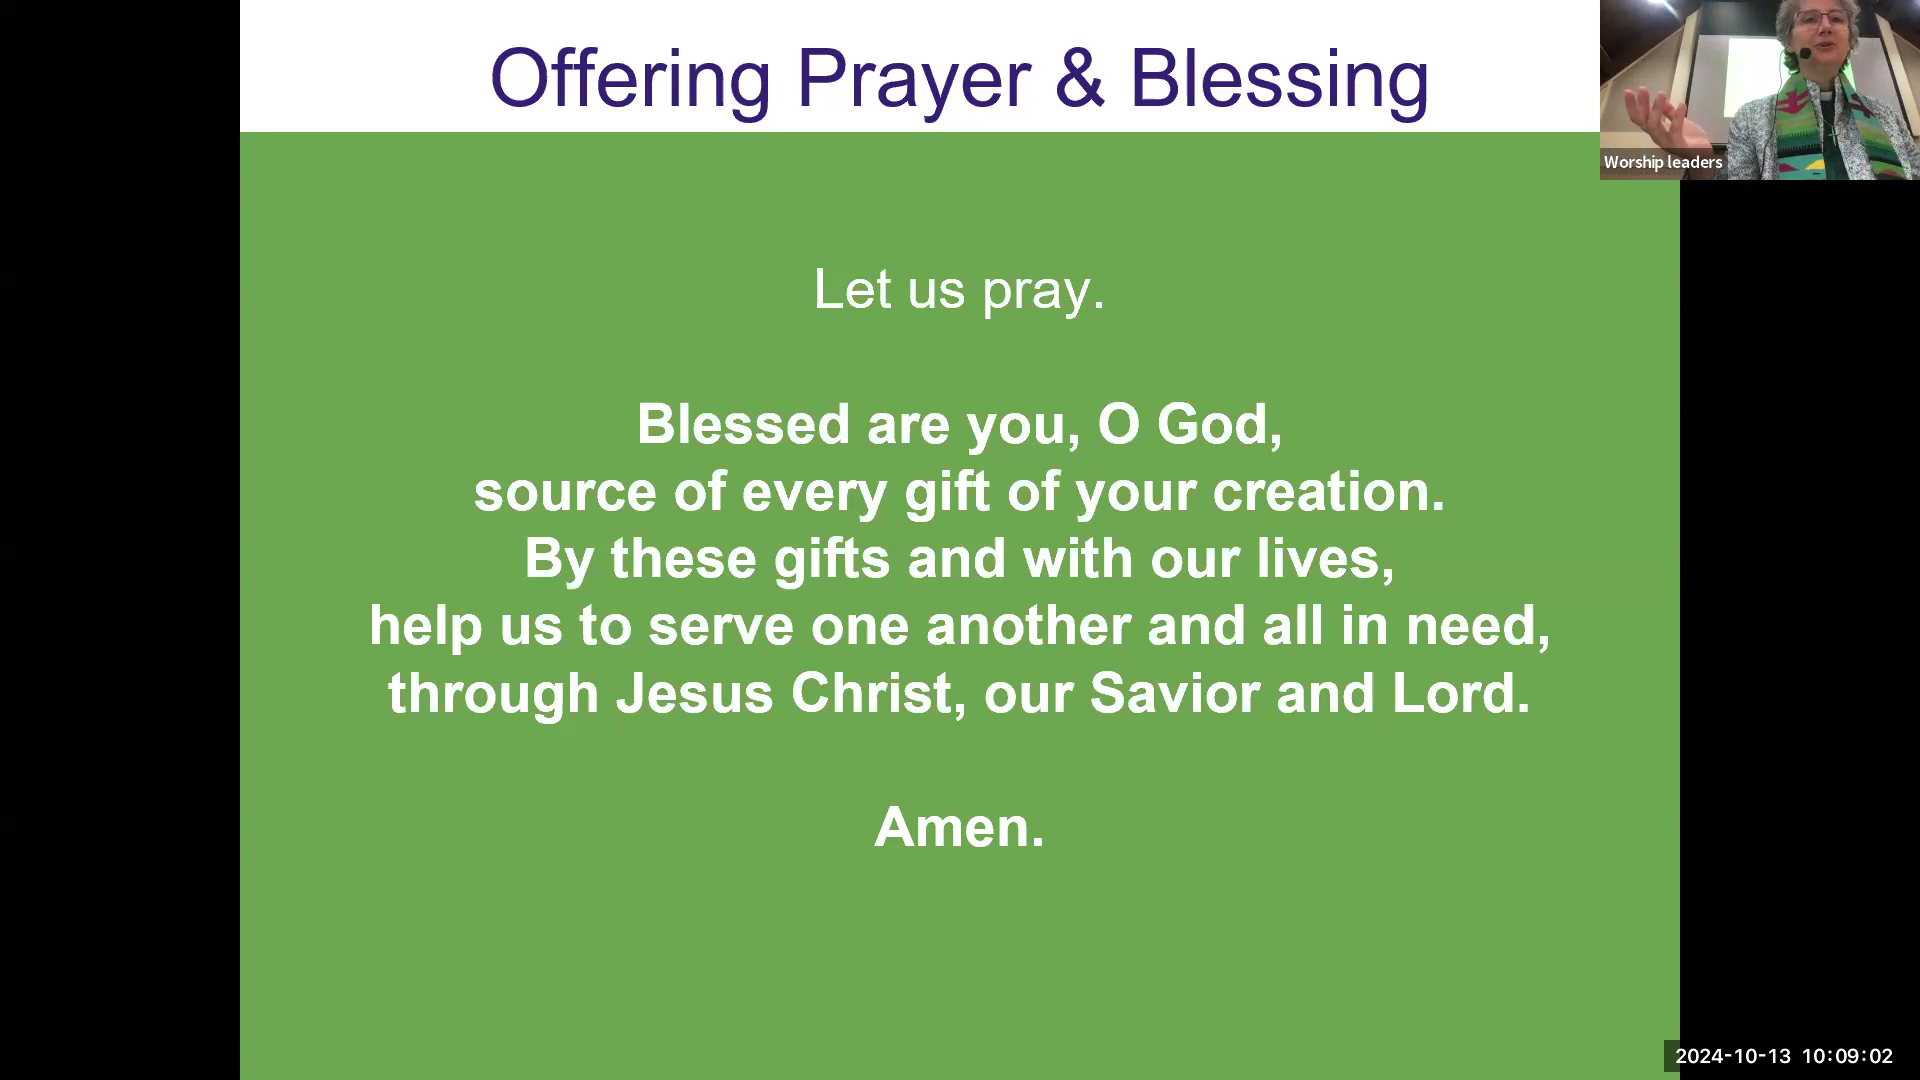 Offering Prayer & Blessing
Worship leaders
Let us pray.
Blessed are you, O God,
source of every gift of your creation.
By these gifts and with our lives,
help us to serve one another and all in need,
through Jesus Christ, our Savior and Lord.
Amen.
2024-10-13 10:09:02